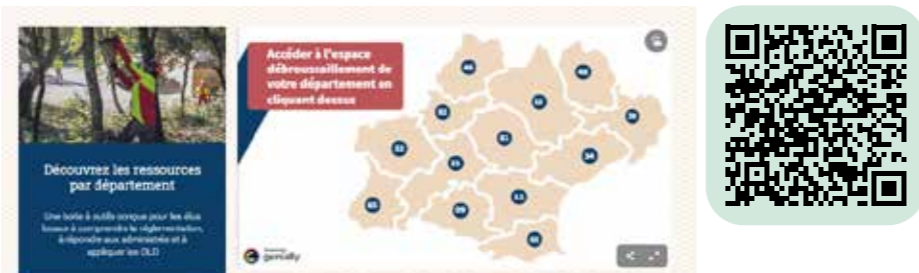 Découvrez les ressources
par département
Une boîte à outils conçue pour les élus
locaux à comprendre la réglementation,
à répondre aux administrés et à
appliquer les OLD
Accéder à l'espace
débroussaillement de
votre département en
cliquant dessus
46
48
82
12
30
32
81
31
34
65
09
11
66
genially